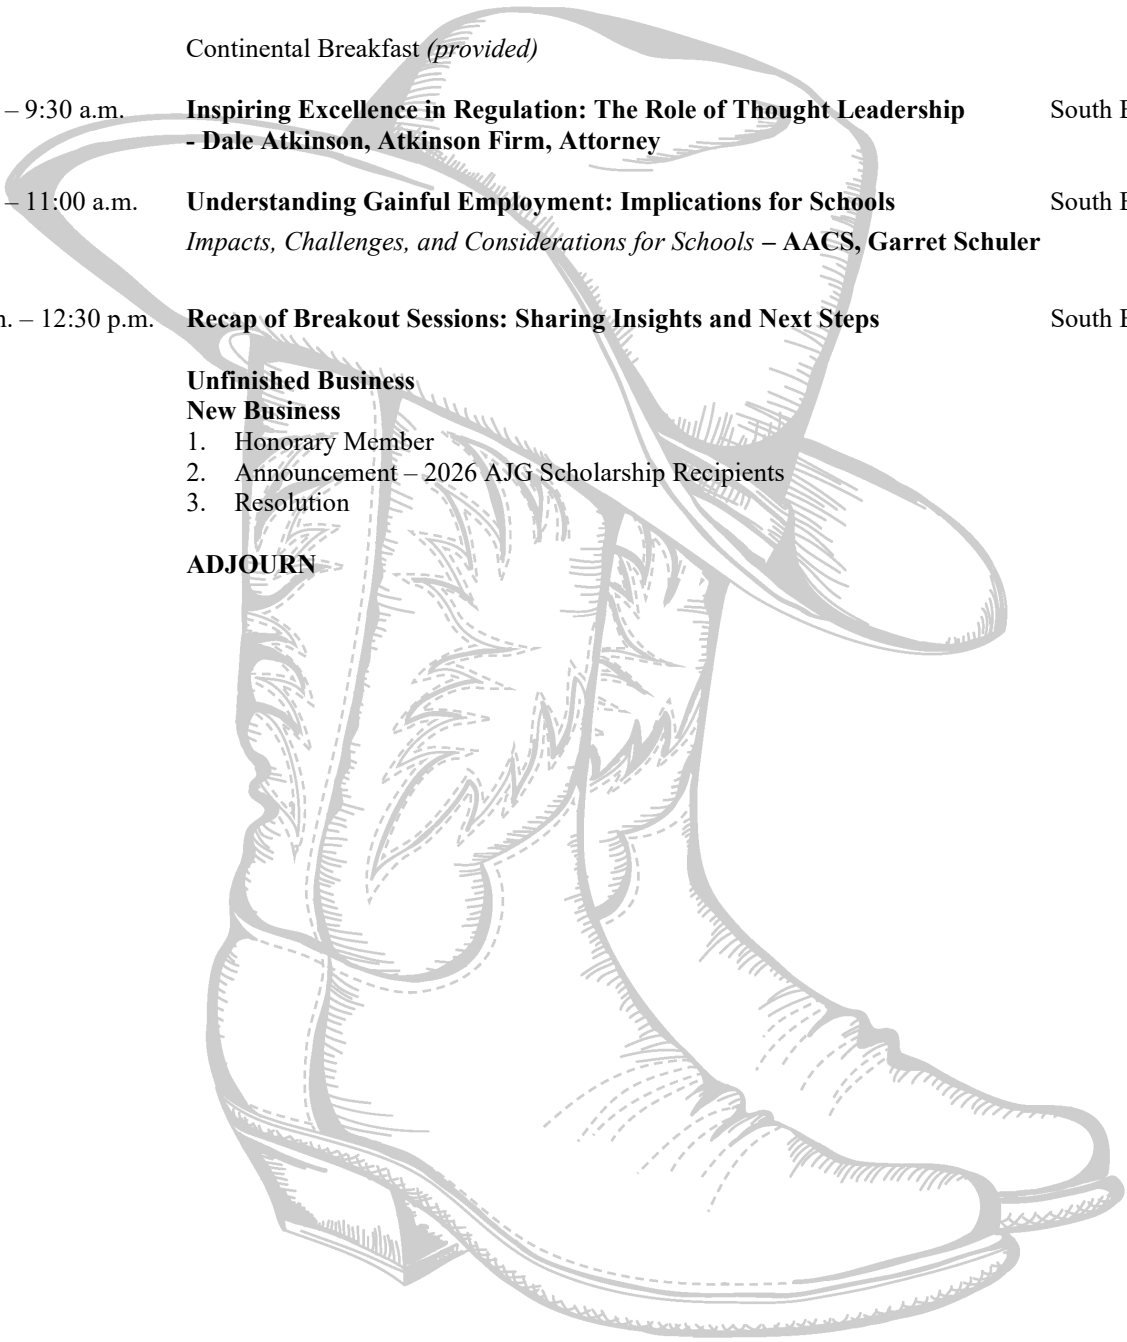 Continental Breakfast (provided)
– 9:30 a.m. Inspiring Excellence in Regulation: The Role of Thought Leadership South
- Dale Atkinson, Atkinson Firm, Attorney
– 11:00 a.m. Understanding Gainful Employment: Implications for Schools South
Impacts, Challenges, and Considerations for Schools – AACS, Garret Schuler
– 12:30 p.m. Recap of Breakout Sessions: Sharing Insights and Next Steps South
Unfinished Business
New Business
1. Honorary Member
2. Announcement – 2026 AJG Scholarship Recipients
3. Resolution
ADJOURN